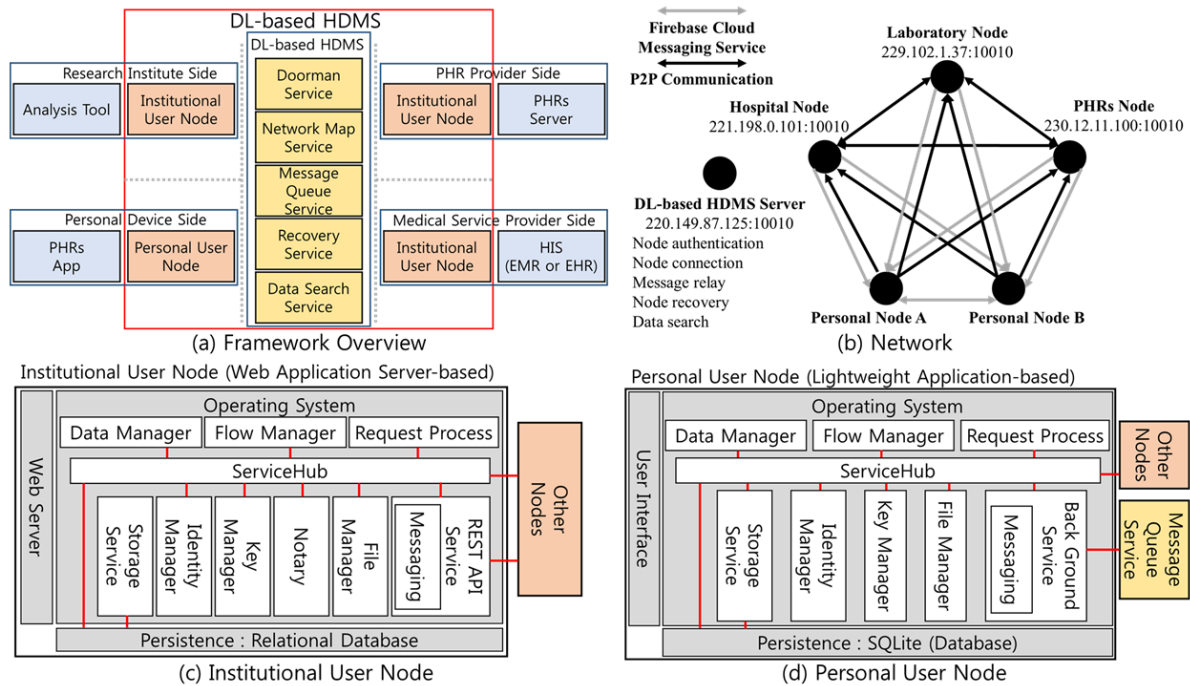 DL-based HDMS
DL-based HDMS
Doorman
Service
Network Map
Service
Message
Queue
Service
Recovery
Service
Data Search
Service
Research Institute Side
Analysis Tool
Institutional
User Node
PHR Provider Side
Institutional
User Node
PHRs
Server
Personal Device Side
PHRs
App
Personal User
Node
Medical Service Provider Side
Institutional
User Node
HIS
(EMR or EHR)
(a) Framework Overview
Firebase Cloud
Messaging Service
P2P Communication
Laboratory Node
229.102.1.37:10010
Hospital Node
221.198.0.101:10010
PHRs Node
230.12.11.100:10010
DL-based HDMS Server
220.149.87.125:10010
Node authentication
Node connection
Message relay
Node recovery
Data search
Personal Node A
Personal Node B
(b) Network
Institutional User Node (Web Application Server-based)
Web Server
Operating System
Data Manager
Flow Manager
Request Process
ServiceHub
Storage
Service
Identity
Manager
Key
Manager
Notary
File
Manager
REST API
Service
Messaging
Other
Nodes
Persistence : Relational Database
(c) Institutional User Node
Personal User Node (Lightweight Application-based)
User Interface
Operating System
Data Manager
Flow Manager
Request Process
ServiceHub
Storage
Service
Identity
Manager
Key Manager
File Manager
Back Ground
Service
Messaging
Other
Nodes
Message
Queue
Service
Persistence : SQLite (Database)
(d) Personal User Node